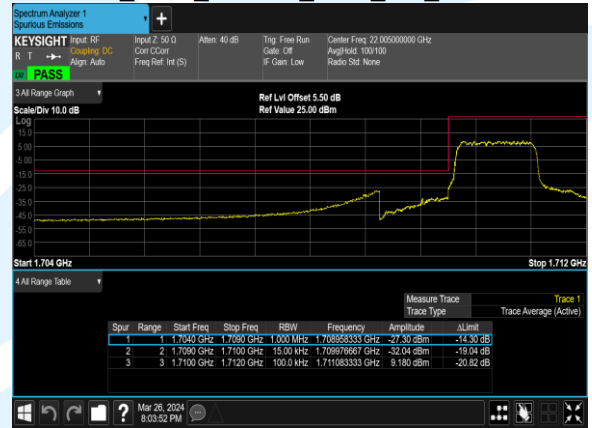 Spectrum Analyzer 1
Spurious Emissions
+
KEYSIGHT Input: RF Input Z: 50 Ω Atten: 40 dB Trig: Free Run Center Freq: 22.005000000 GHz
R T Coupling: DC Corr CCorr Gate: Off Avg|Hold: 100/100
Align: Auto Freq Ref: Int (S) IF Gain: Low Radio Std: None
PASS
3 All Range Graph
Ref Lvl Offset 5.50 dB
Scale/Div 10.0 dB Ref Value 25.00 dBm
Log
15.0
5.00
-5.00
-15.0
-25.0
-35.0
-45.0
-55.0
-65.0
Start 1.704 GHz Stop 1.712 GHz
4 All Range Table
Measure Trace Trace 1
Trace Type Trace Average (Active)
Spur Range Start Freq Stop Freq RBW Frequency Amplitude ΔLimit
1 1 1.7040 GHz 1.7090 GHz 1.000 MHz 1.708958333 GHz -27.30 dBm -14.30 dB
2 2 1.7090 GHz 1.7100 GHz 15.00 kHz 1.709976667 GHz -32.04 dBm -19.04 dB
3 3 1.7100 GHz 1.7120 GHz 100.0 kHz 1.711083333 GHz 9.180 dBm -20.82 dB
?
Mar 26, 2024
8:03:52 PM